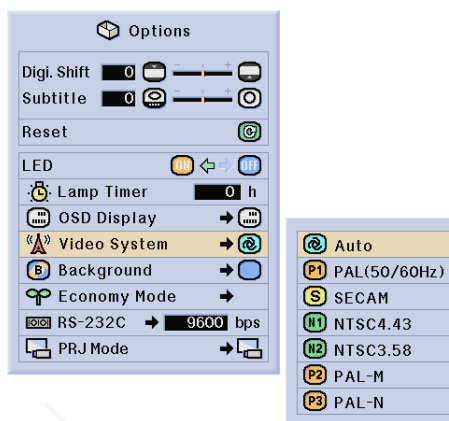 Options
Digi. Shift 0 - +
Subtitle 0 - +
Reset
LED ON OFF
Lamp Timer 0 h
OSD Display
Video System
B Background
Economy Mode
RS-232C 9600 bps
PRJ Mode
Auto
P1 PAL(50/60Hz)
S SECAM
N1 NTSC4.43
N2 NTSC3.58
P2 PAL-M
P3 PAL-N